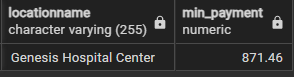 locationname min_payment
character varying (255) numeric
Genesis Hospital Center 871.46